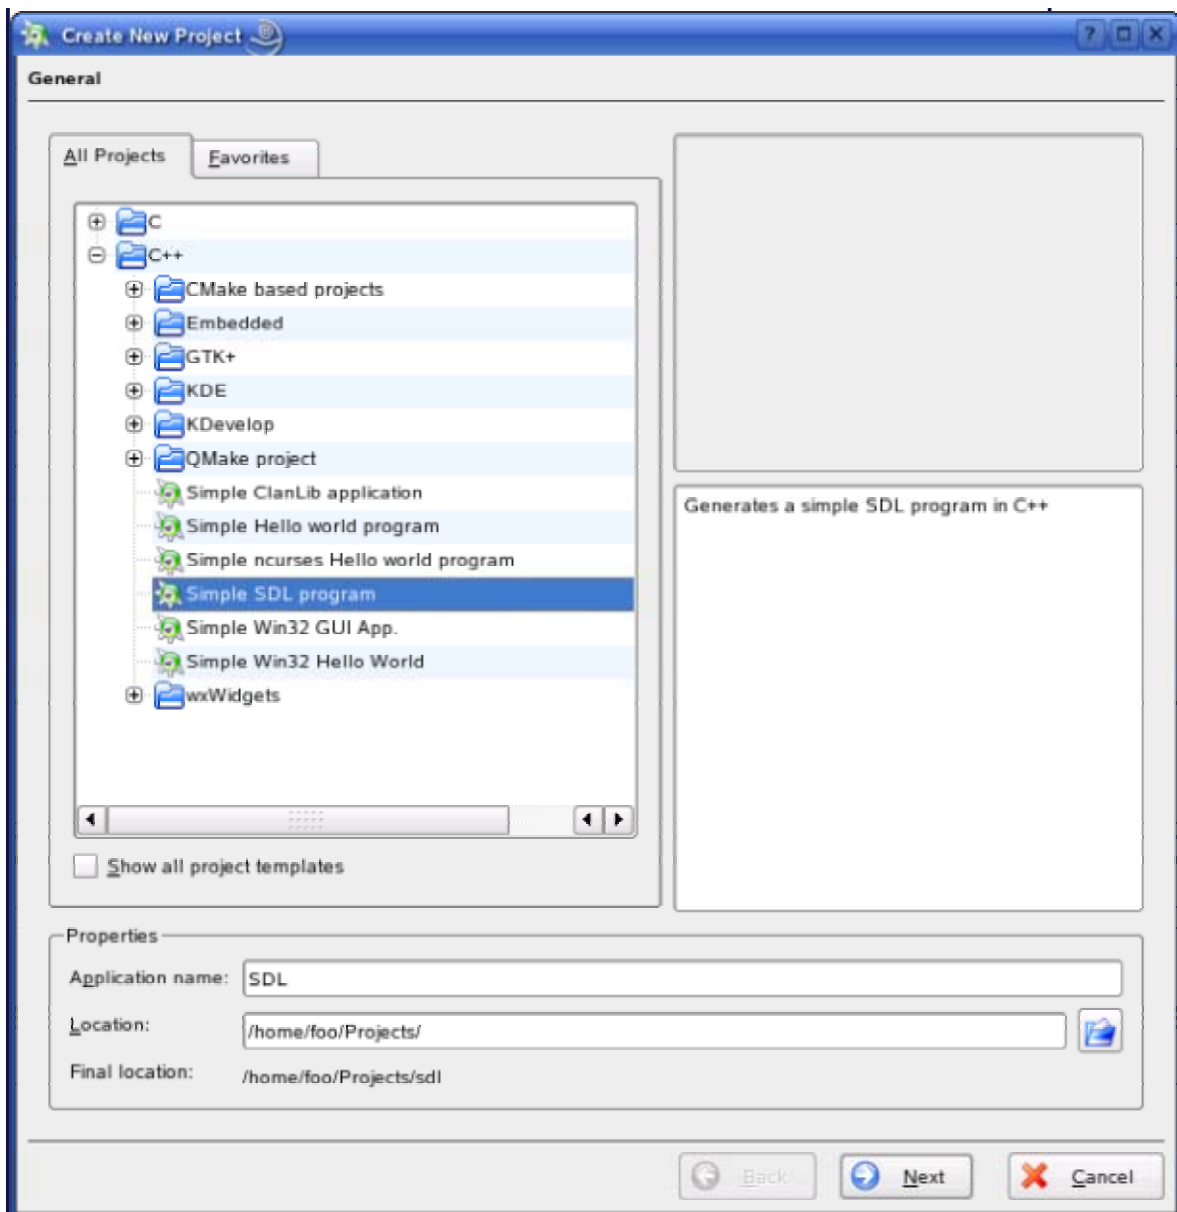 Create New Project
General
All Projects
Favorites
C
C++
CMake based projects
Embedded
GTK+
KDE
KDevelop
QMake project
Simple ClanLib application
Simple Hello world program
Simple ncurses Hello world program
Simple SDL program
Simple Win32 GUI App.
Simple Win32 Hello World
wxWidgets
Show all project templates
Generates a simple SDL program in C++
Properties
Application name: SDL
Location: /home/foo/Projects/
Final location: /home/foo/Projects/sdl
Back Next Cancel